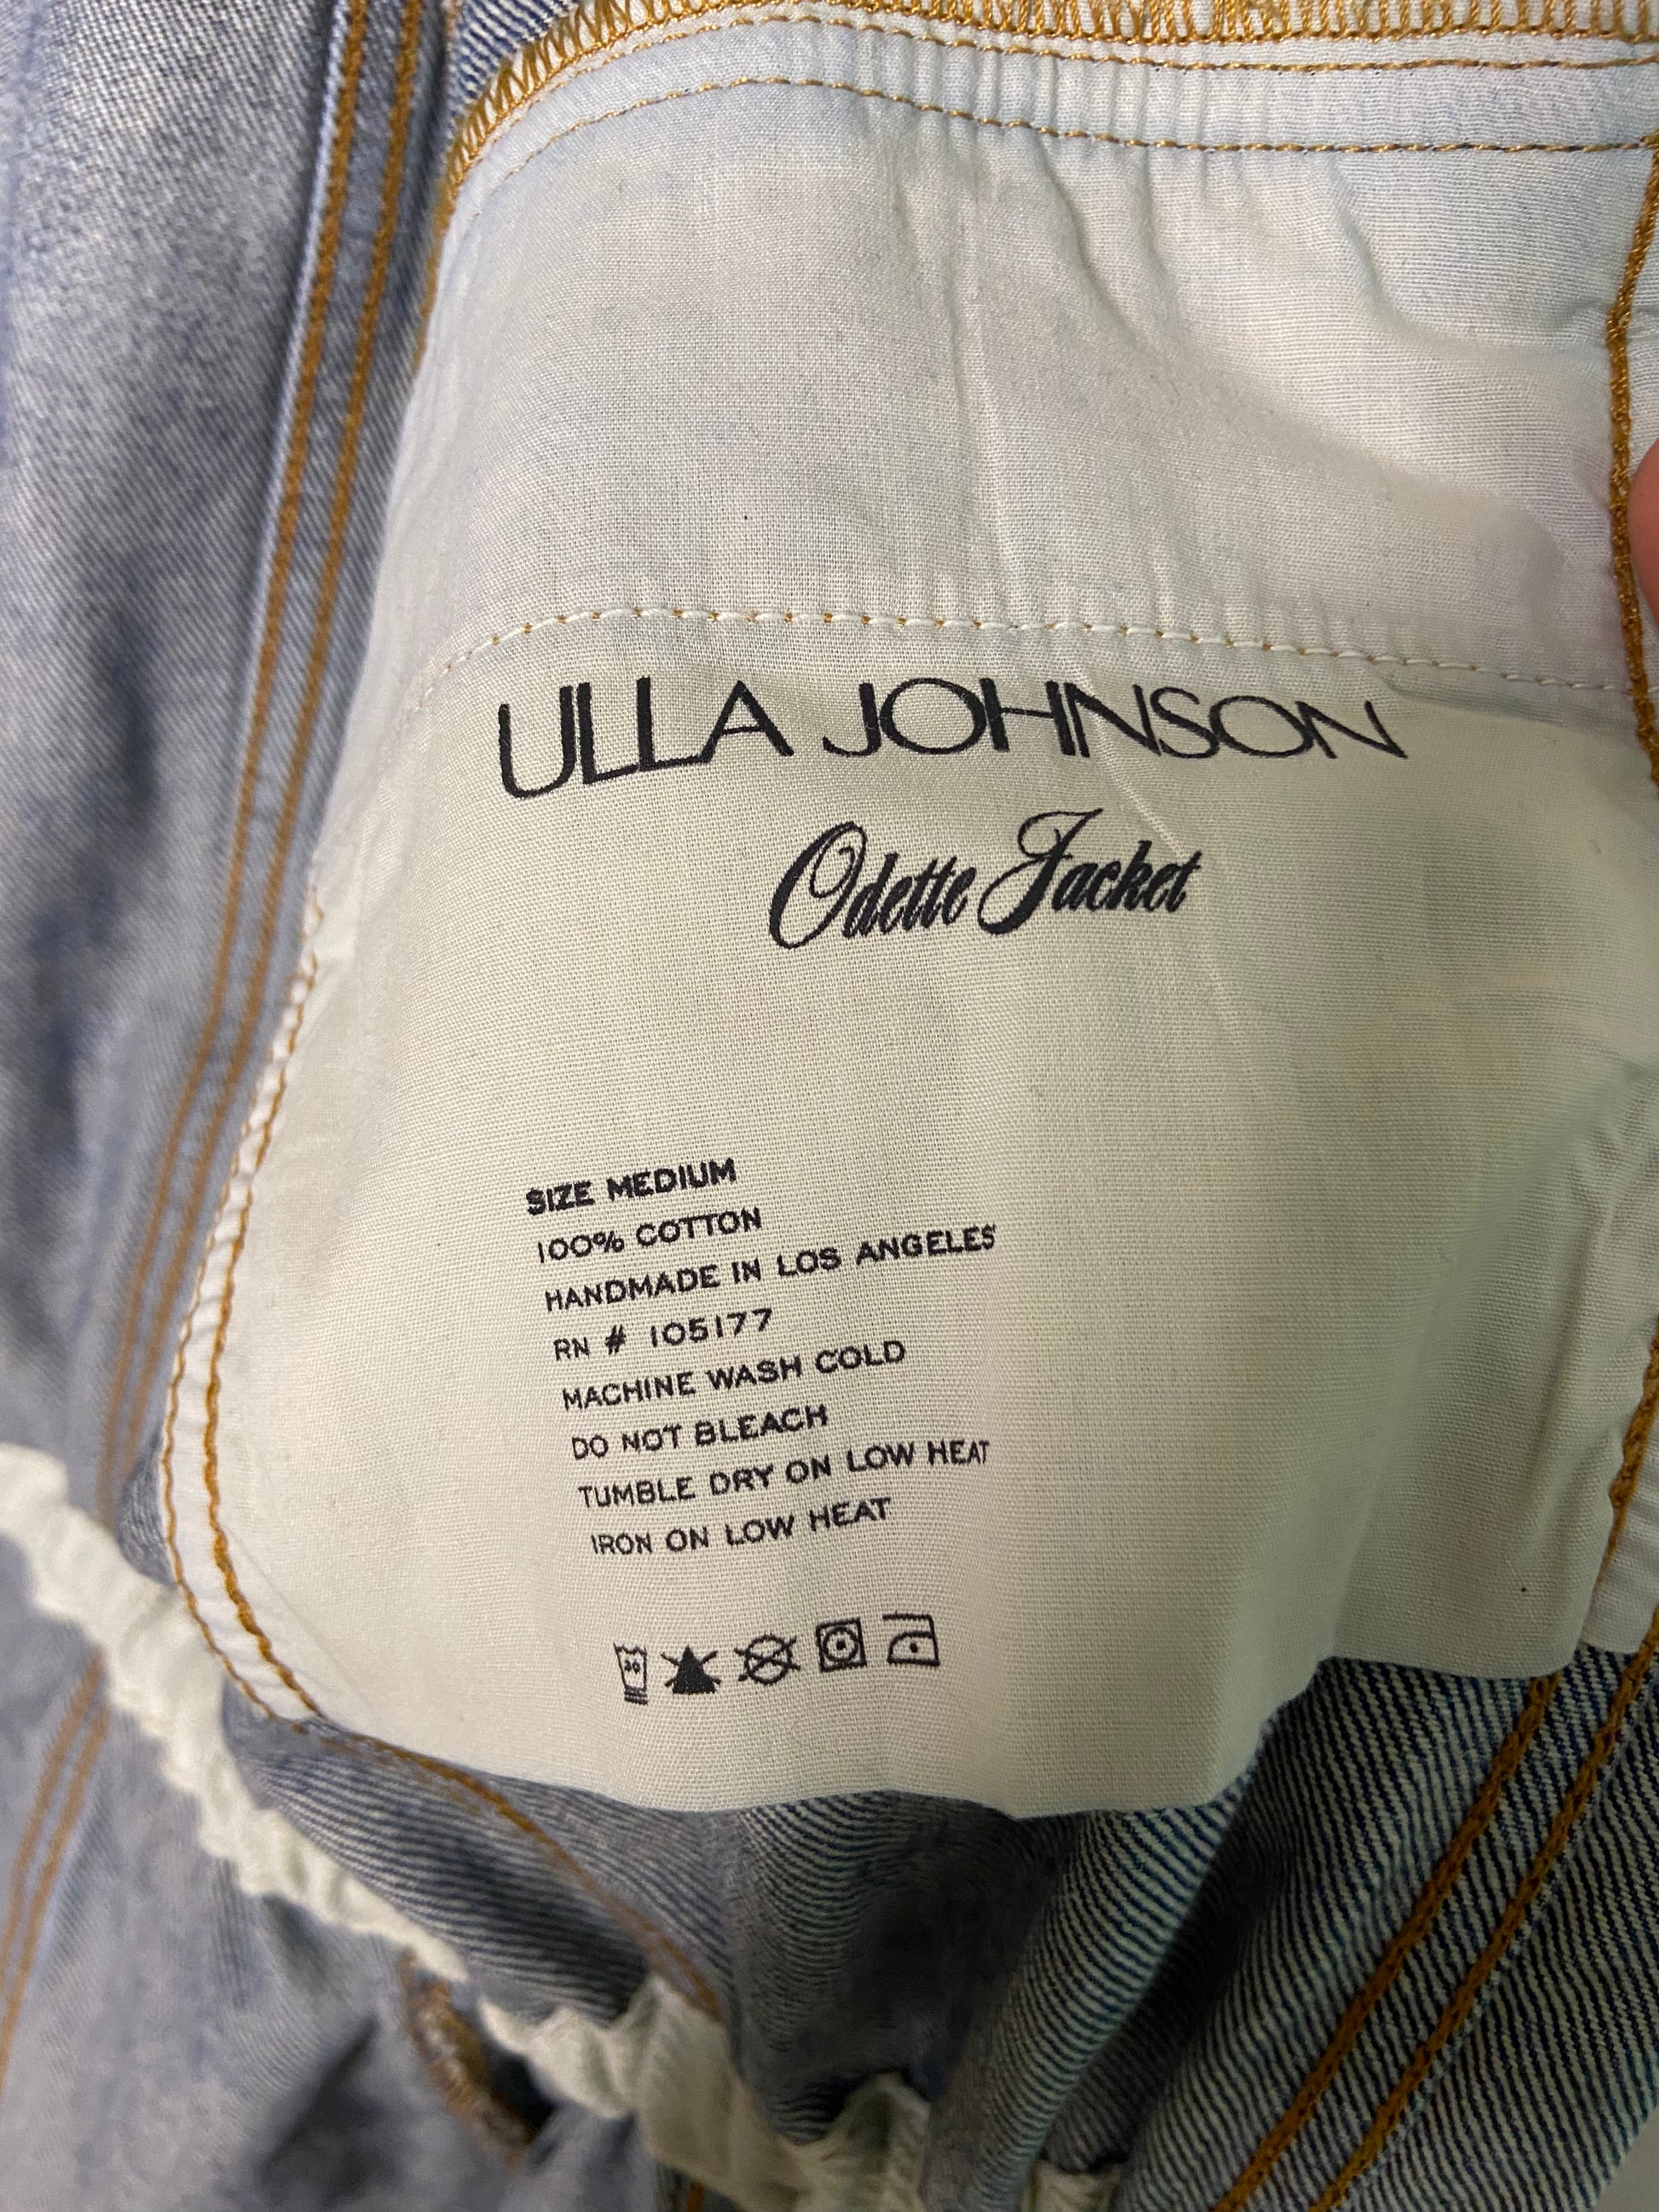 ULLA JOHNSON
Odette Jacket
SIZE MEDIUM
100% COTTON
HANDMADE IN LOS ANGELES
RN # 105177
MACHINE WASH COLD
DO NOT BLEACH
TUMBLE DRY ON LOW HEAT
IRON ON LOW HEAT
30